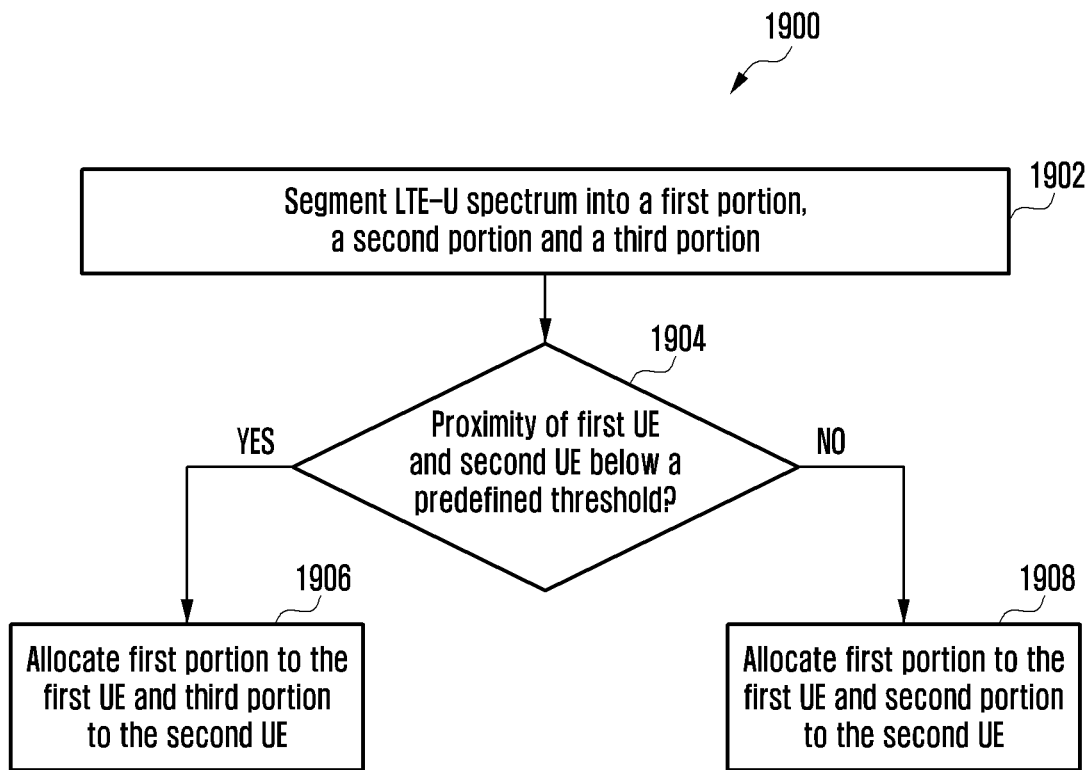 1900
1902
Segment LTE-U spectrum into a first portion,
a second portion and a third portion
1904
Proximity of first UE
and second UE below a
predefined threshold?
YES
NO
1906
Allocate first portion to the
first UE and third portion
to the second UE
1908
Allocate first portion to the
first UE and second portion
to the second UE